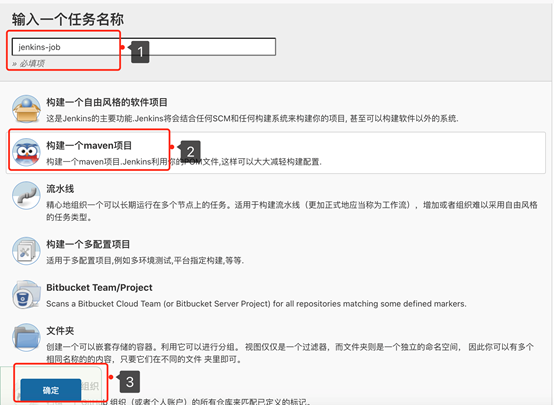 输入一个任务名称
jenkins-job
1
» 必填项
构建一个自由风格的软件项目
这是Jenkins的主要功能.Jenkins将会结合任何SCM和任何构建系统来构建你的项目, 甚至可以构建软件以外的系统.
构建一个maven项目
2
构建一个maven项目.Jenkins利用你的POM文件,这样可以大大减轻构建配置.
流水线
精心地组织一个可以长期运行在多个节点上的任务。适用于构建流水线（更加正式地应当称为工作流），增加或者组织难以采用自由风格
的任务类型。
构建一个多配置项目
适用于多配置项目,例如多环境测试,平台指定构建,等等.
Bitbucket Team/Project
Scans a Bitbucket Cloud Team (or Bitbucket Server Project) for all repositories matching some defined markers.
文件夹
创建一个可以嵌套存储的容器。利用它可以进行分组。 视图仅仅是一个过滤器，而文件夹则是一个独立的命名空间， 因此你可以有多个
相同名称的的内容，只要它们在不同的文件 夹里即可。
3
组织
确定
组织（或者个人账户）的所有仓库来匹配已定义的标记。